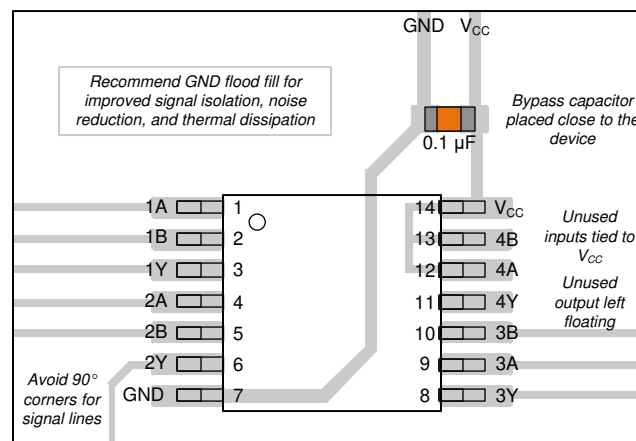 GND VCC
Recommend GND flood fill for
improved signal isolation, noise
reduction, and thermal dissipation
Bypass capacitor
placed close to the
device
0.1 µF
1A 1 14 VCC
1B 2 13 4B
1Y 3 12 4A
2A 4 11 4Y
2B 5 10 3B
2Y 6 9 3A
GND 7 8 3Y
Unused
inputs tied to
VCC
Unused
output left
floating
Avoid 90°
corners for
signal lines